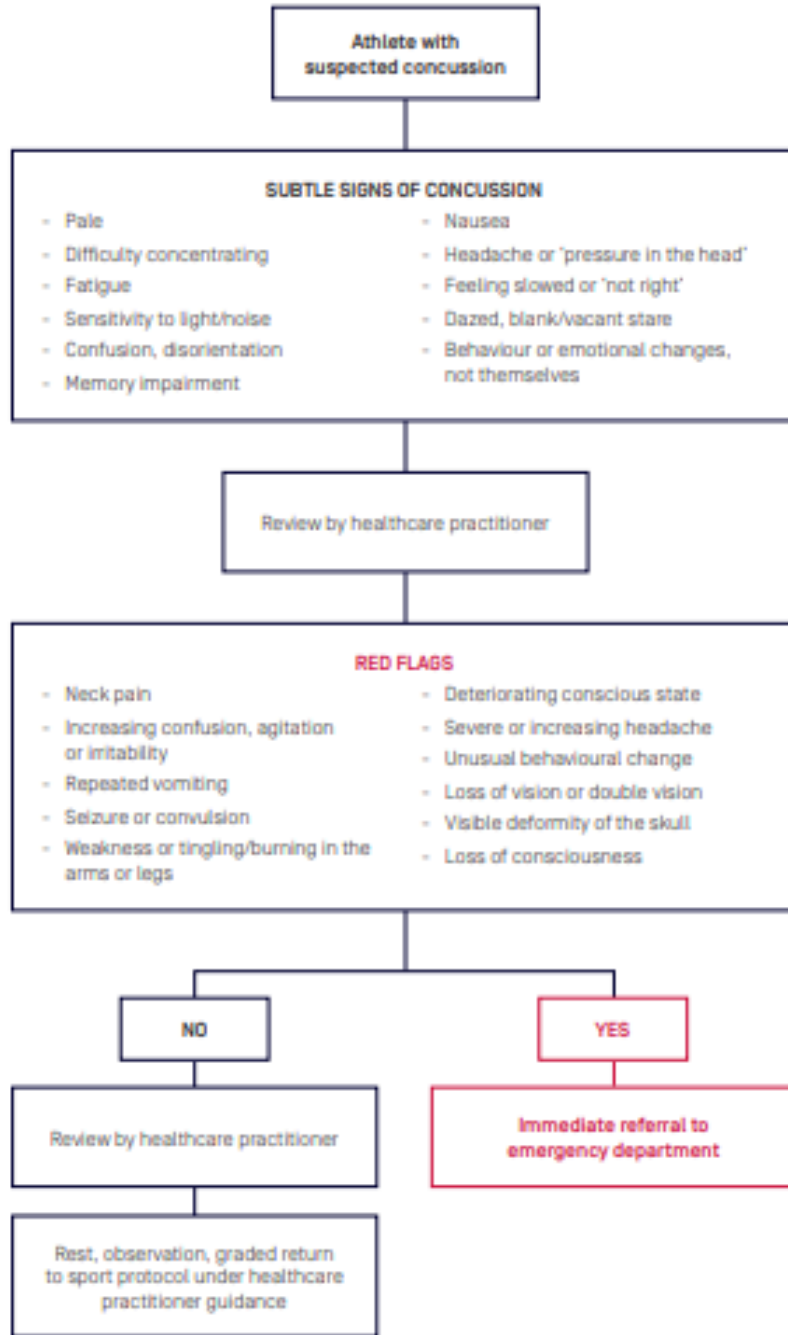 Athlete with
suspected concussion
SUBTLE SIGNS OF CONCUSSION
- Pale
- Difficulty concentrating
- Fatigue
- Sensitivity to light/noise
- Confusion, disorientation
- Memory impairment
- Nausea
- Headache or 'pressure in the head'
- Feeling slowed or 'not right'
- Dazed, blank/vacant stare
- Behaviour or emotional changes,
not themselves
Review by healthcare practitioner
RED FLAGS
- Neck pain
- Increasing confusion, agitation
or irritability
- Repeated vomiting
- Seizure or convulsion
- Weakness or tingling/burning in the
arms or legs
- Deteriorating conscious state
- Severe or increasing headache
- Unusual behavioural change
- Loss of vision or double vision
- Visible deformity of the skull
- Loss of consciousness
NO
YES
Review by healthcare practitioner
Immediate referral to
emergency department
Rest, observation, graded return
to sport protocol under healthcare
practitioner guidance